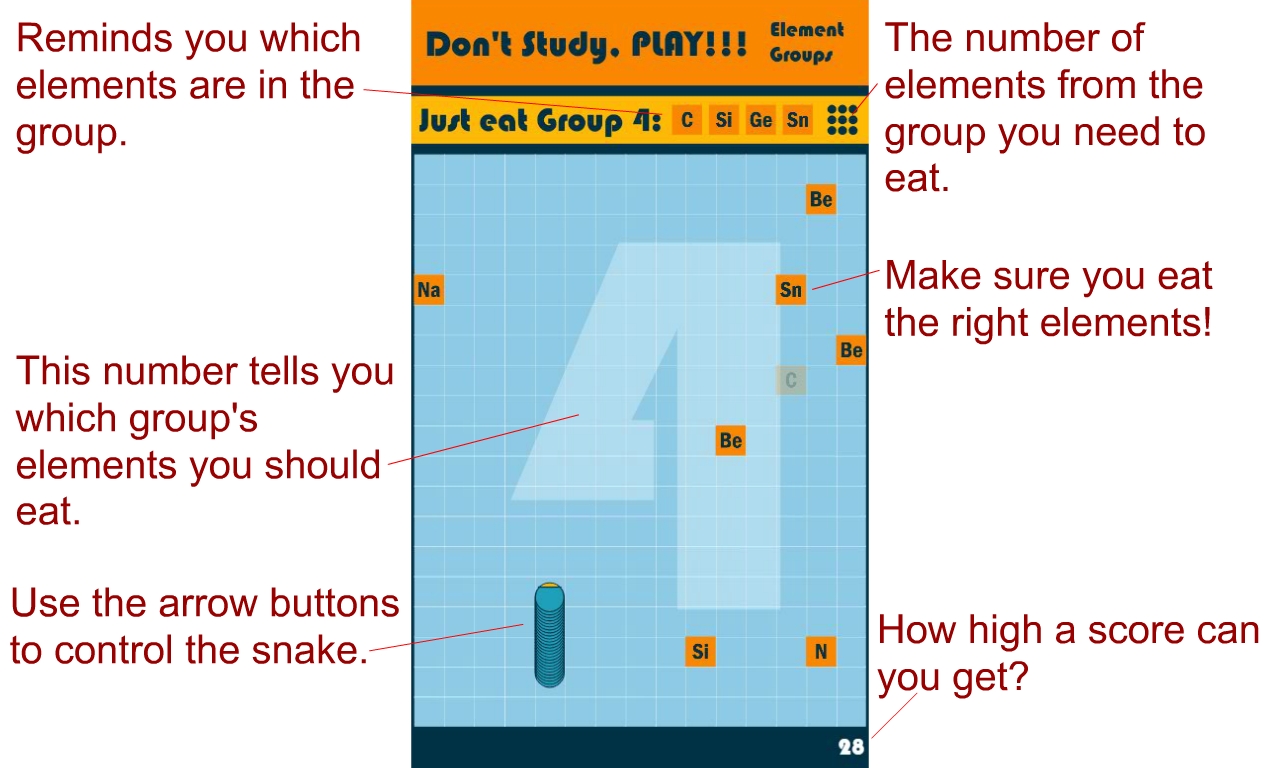 Reminds you which
elements are in the
group.
Don't Study, PLAY!!!
Element
Groups
The number of
elements from the
group you need to
eat.
Just eat Group 4:
C Si Ge Sn
Be
Na
Sn
Make sure you eat
the right elements!
Be
C
This number tells you
which group's
elements you should
eat.
4
Be
Use the arrow buttons
to control the snake.
Si
N
How high a score can
you get?
28